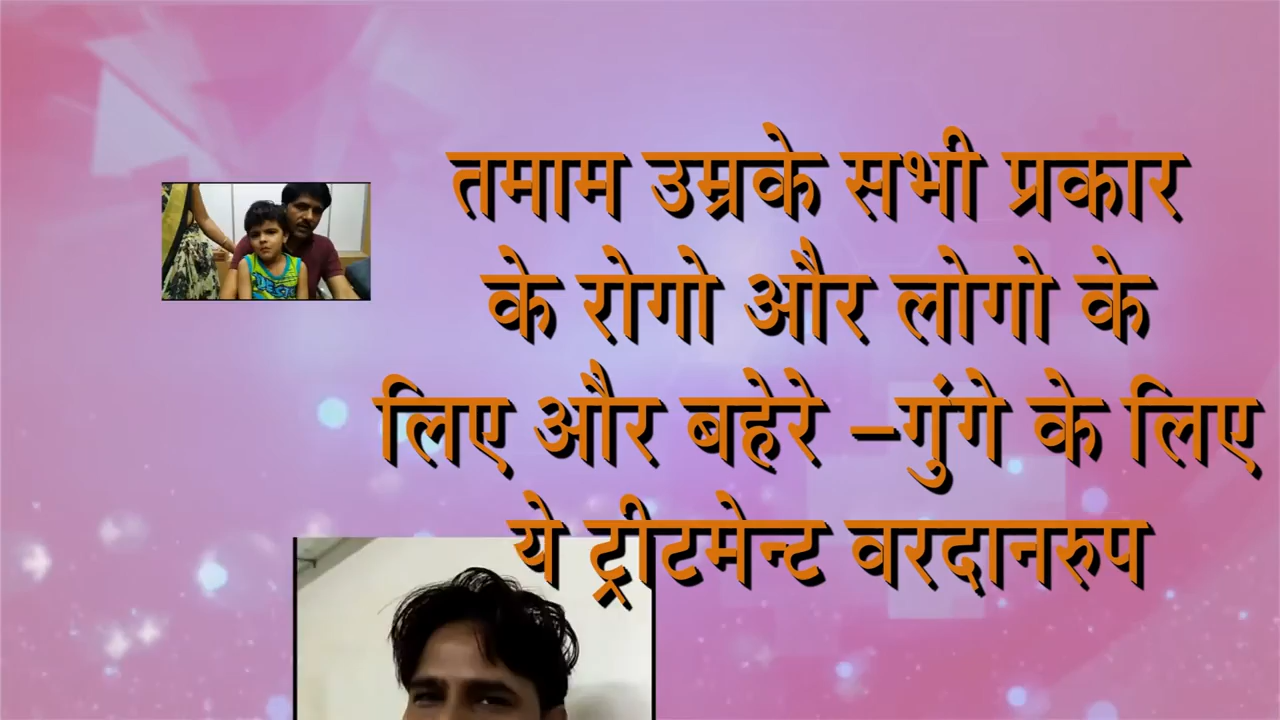 तमाम उम्रके सभी प्रकार
के रोगो और लोगो के
लिए और बहेरे –गुंगे के लिए
ये ट्रीटमेन्ट वरदानरुप